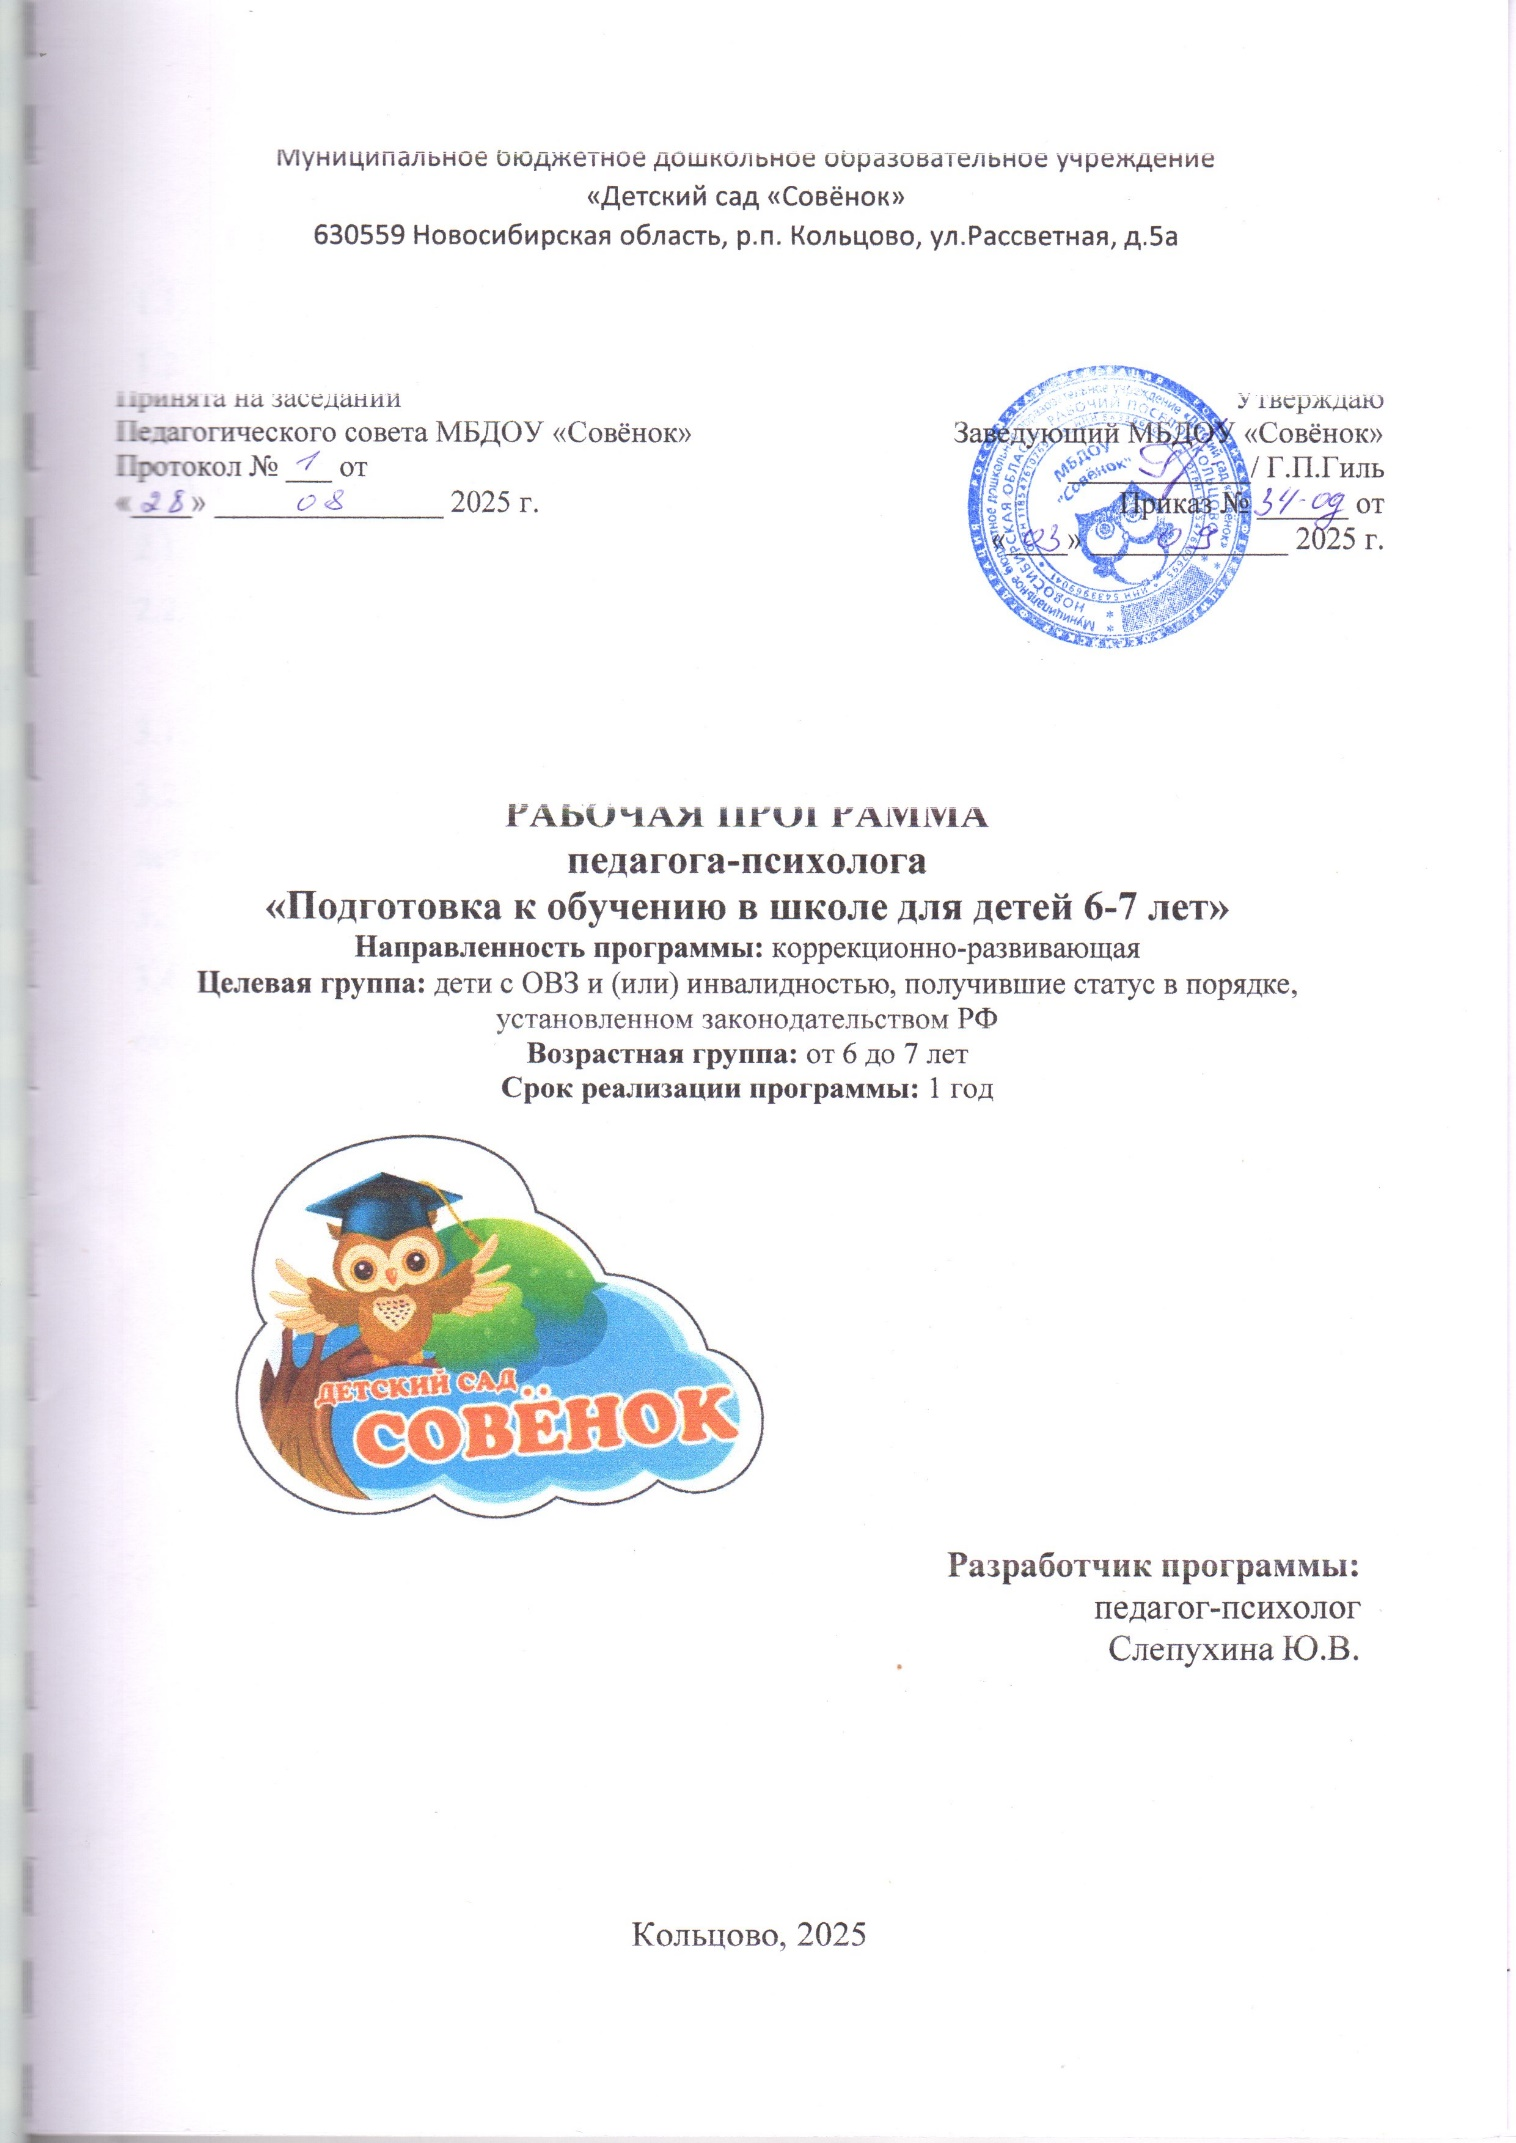 Муниципальное бюджетное дошкольное образовательное учреждение
«Детский сад «Совёнок»
630559 Новосибирская область, р.п. Кольцово, ул.Рассветная, д.5а
Принята на заседании
Педагогического совета МБДОУ «Совёнок»
Протокол № 1 от
«28» 08 2025 г.
Утверждаю
Заведующий МБДОУ «Совёнок»
/ Г.П.Гиль
Приказ № 34-од от
«03» 09 2025 г.
МБДОУ
"Совёнок"
РАБОЧАЯ ПРОГРАММА
педагога-психолога
«Подготовка к обучению в школе для детей 6-7 лет»
Направленность программы: коррекционно-развивающая
Целевая группа: дети с ОВЗ и (или) инвалидностью, получившие статус в порядке,
установленном законодательством РФ
Возрастная группа: от 6 до 7 лет
Срок реализации программы: 1 год
ДЕТСКИЙ САД
СОВЁНОК
Разработчик программы:
педагог-психолог
Слепухина Ю.В.
Кольцово, 2025